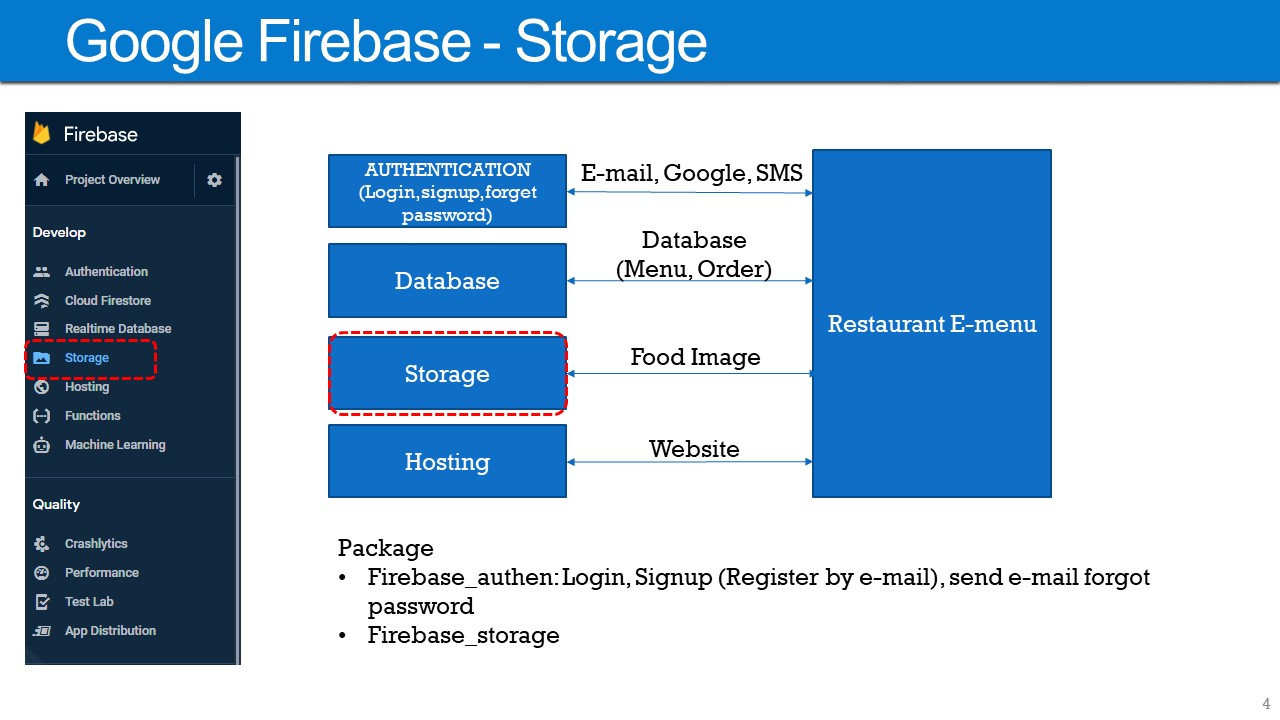 Google Firebase - Storage
Firebase
Project Overview
Develop
Authentication
Cloud Firestore
Realtime Database
Storage
Hosting
Functions
Machine Learning
Quality
Crashlytics
Performance
Test Lab
App Distribution
AUTHENTICATION
(Login,signup,forget
password)
E-mail, Google, SMS
Database
Database
(Menu, Order)
Storage
Food Image
Hosting
Website
Restaurant E-menu
Package
• Firebase_authen: Login, Signup (Register by e-mail), send e-mail forgot
password
• Firebase_storage
4